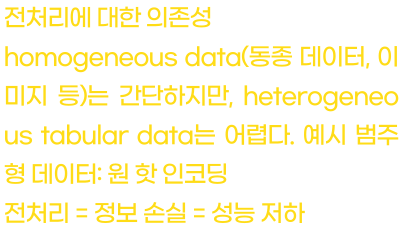 전처리에 대한 의존성
homogeneous data(동종 데이터, 이
미지 등)는 간단하지만, heterogeneo
us tabular data는 어렵다. 예시 범주
형 데이터: 원 핫 인코딩
전처리 = 정보 손실 = 성능 저하